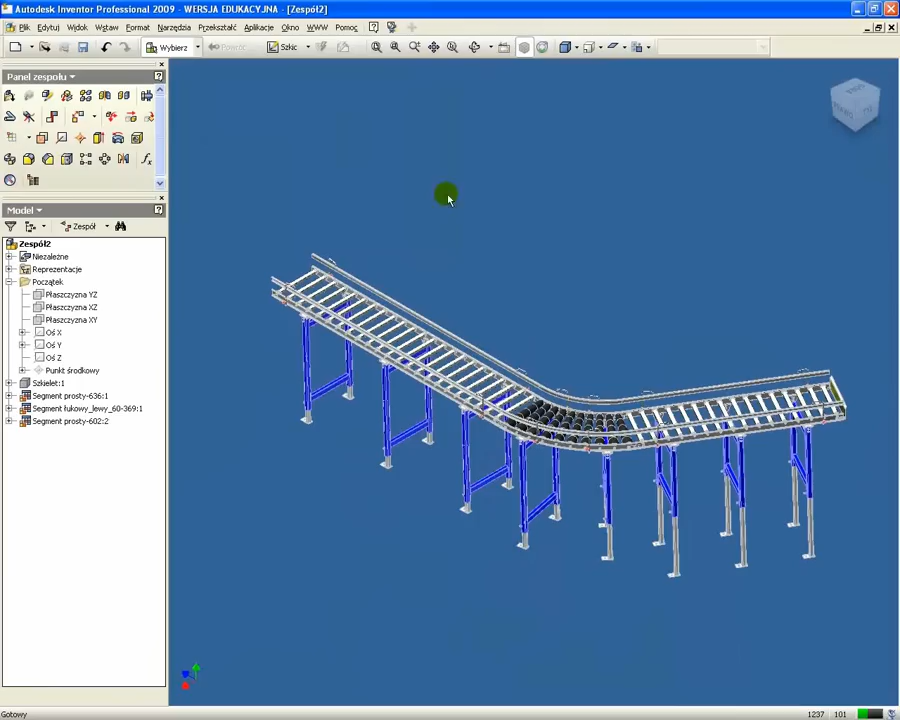 Autodesk Inventor Professional 2009 - WERSJA EDUKACYJNA - [Zespół2]
Plik Edytuj Widok Wstaw Format Narzędzia Przekształć Aplikacje Okno WWW Pomoc
Wybierz Powrót Szkic
Panel zespołu
Model
Zespół
Zespół2
Niezależne
Reprezentacje
Początek
Płaszczyzna YZ
Płaszczyzna XZ
Płaszczyzna XY
Oś X
Oś Y
Oś Z
Punkt środkowy
Szkielet:1
Segment prosty-636:1
Segment łukowy_lewy_60-369:1
Segment prosty-602:2
Gotowy 1237 101